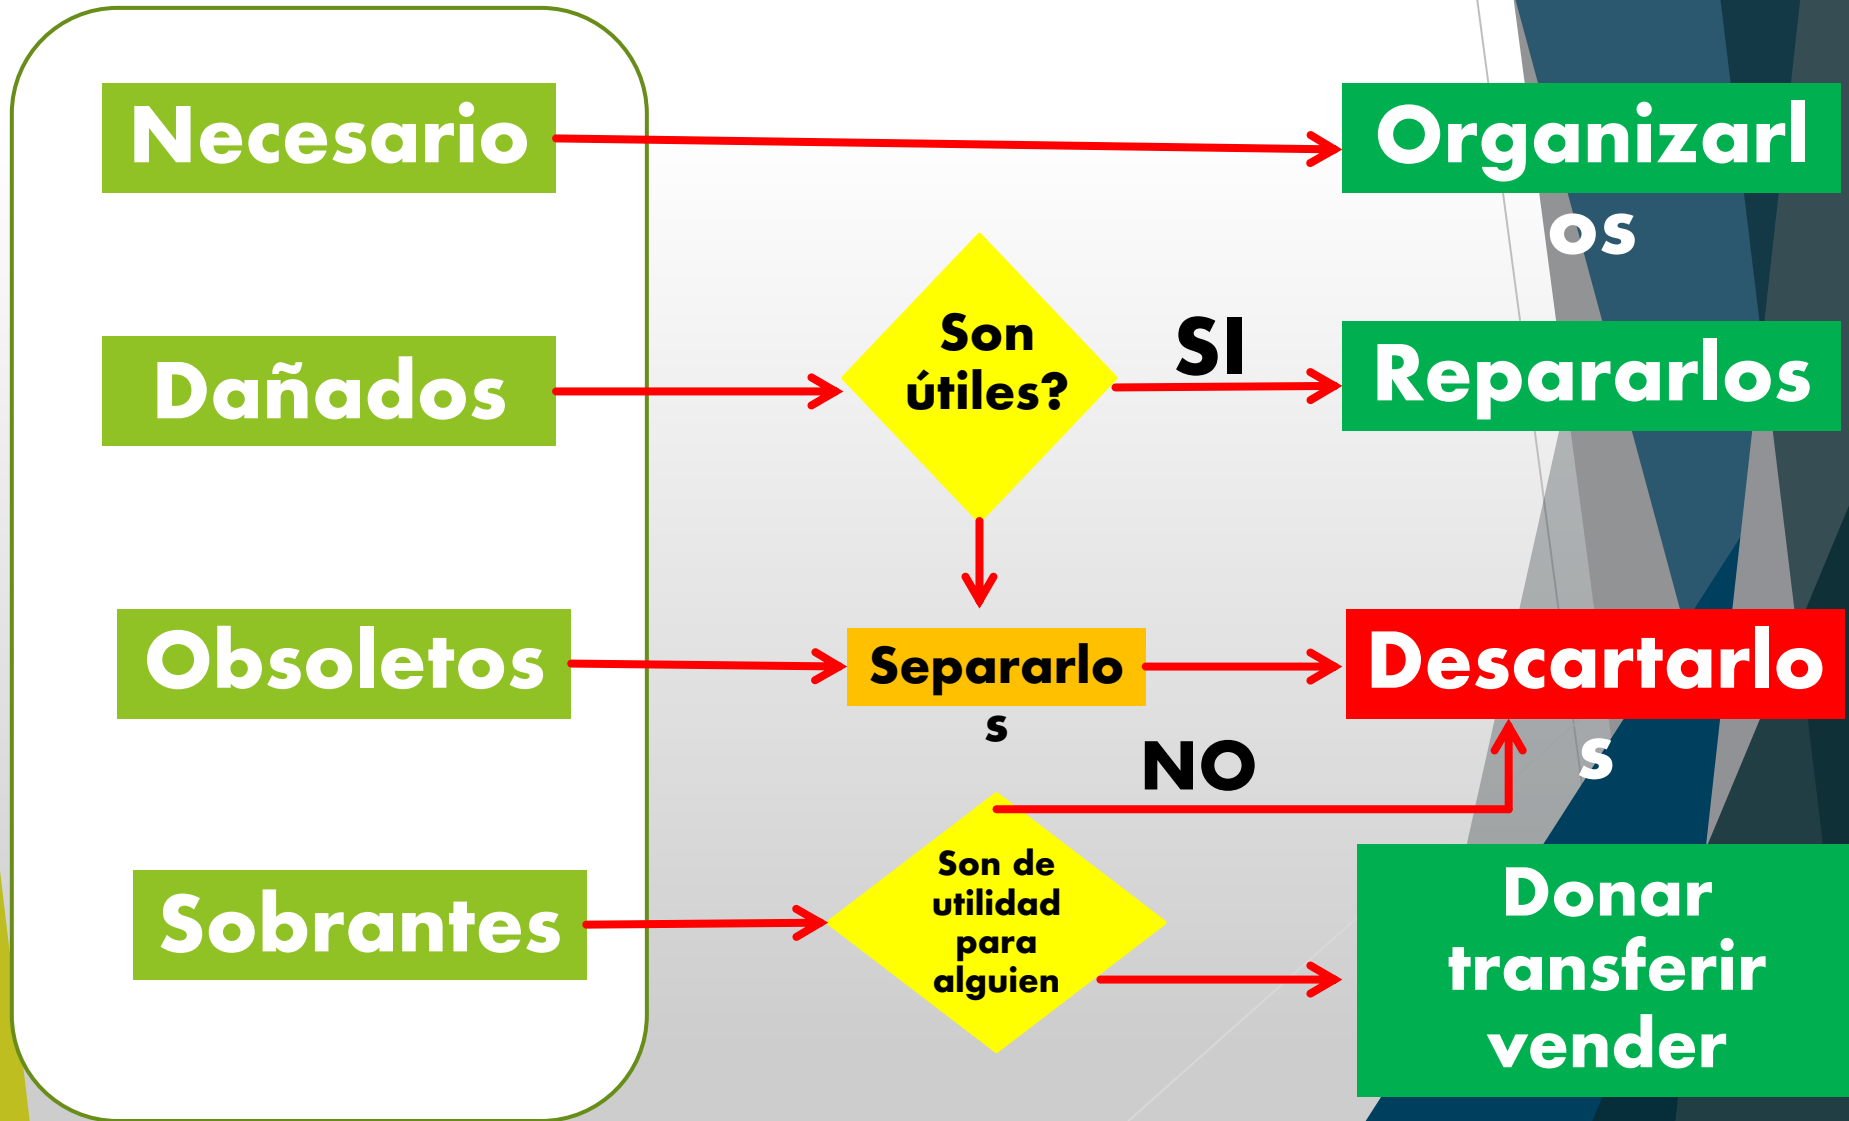 Necesario
Organizarl
os
Dañados
Son
útiles?
SI
Repararlos
Obsoletos
Separarlo
s
Descartarlo
s
NO
Sobrantes
Son de
utilidad
para
alguien
Donar
transferir
vender